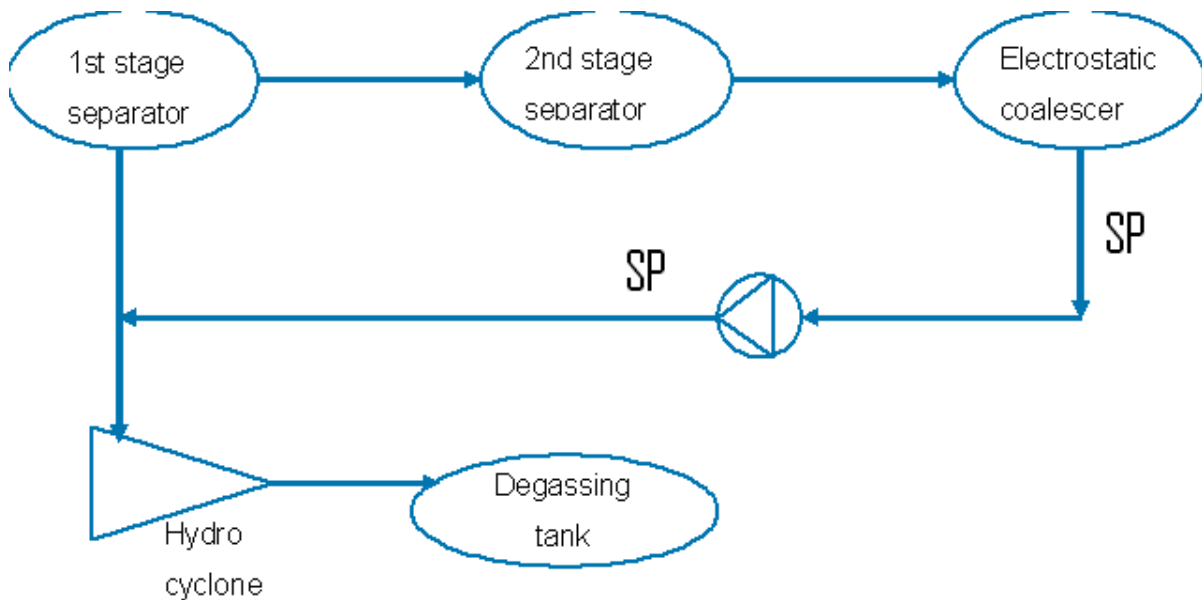 1st stage
separator
2nd stage
separator
Electrostatic
coalescer
SP
SP
Degassing
tank
Hydro
cyclone